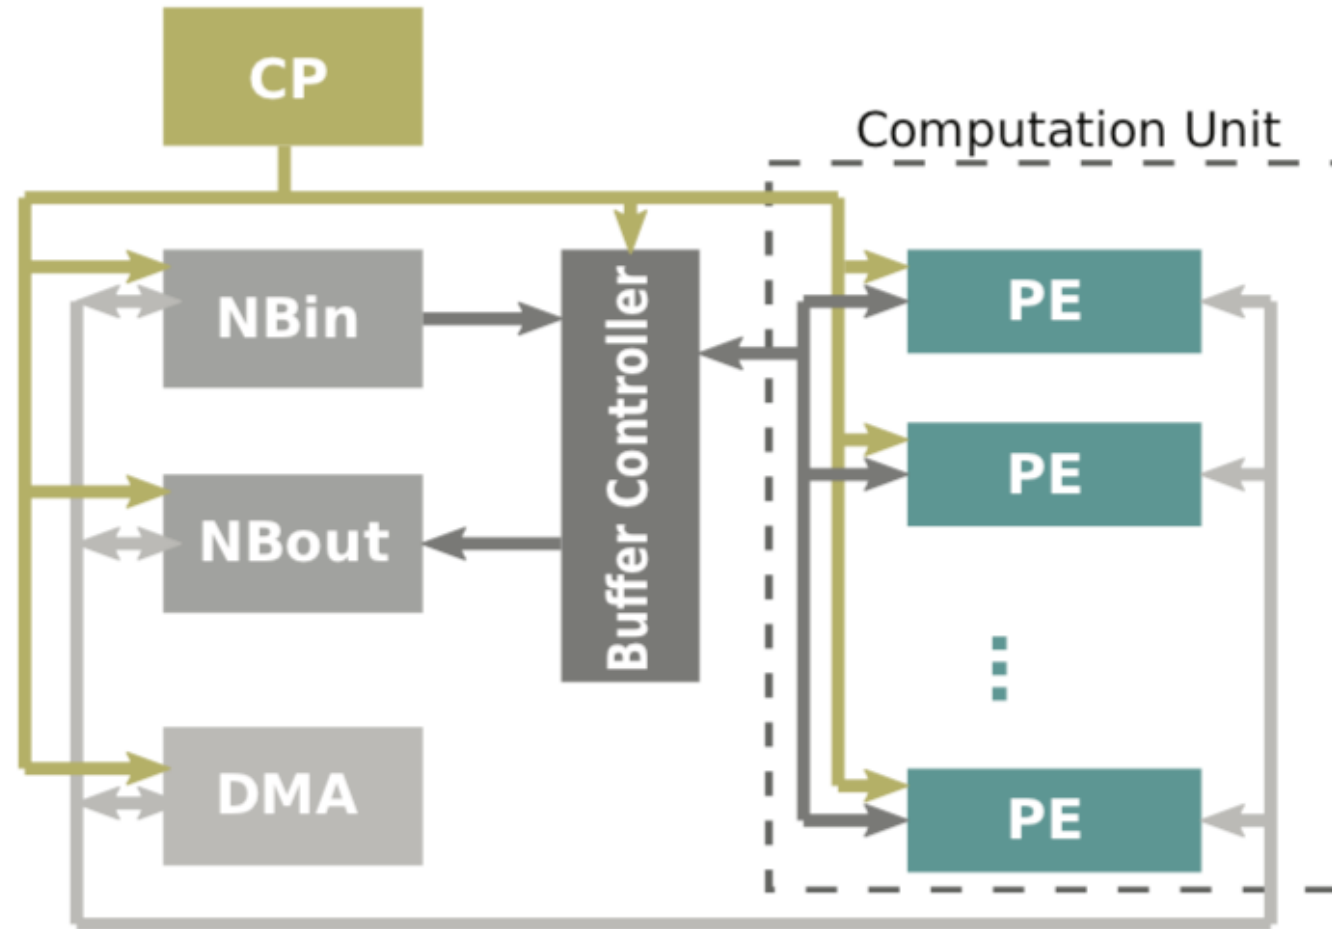 CP
Computation Unit
NBin
Buffer Controller
PE
PE
NBout
DMA
PE